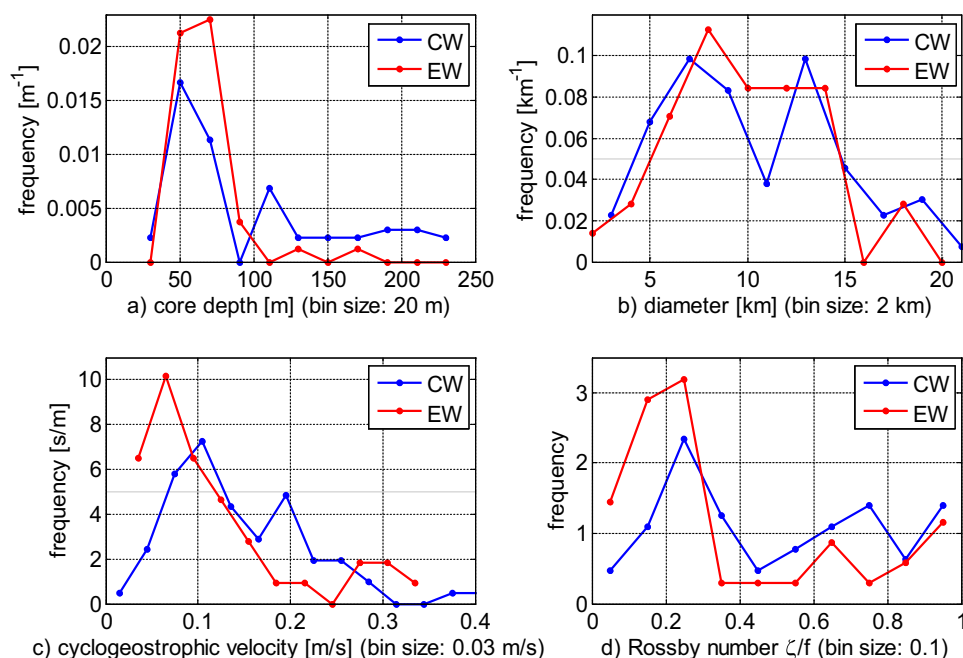 frequency [m-1]
0.02
0.015
0.01
0.005
0
0
50
100
150
200
250
CW
EW
a) core depth [m] (bin size: 20 m)
frequency [km-1]
0.1
0.08
0.06
0.04
0.02
0
5
10
15
20
CW
EW
b) diameter [km] (bin size: 2 km)
frequency [s/m]
10
8
6
4
2
0
0
0.1
0.2
0.3
0.4
CW
EW
c) cyclogeostrophic velocity [m/s] (bin size: 0.03 m/s)
frequency
3
2
1
0
0
0.2
0.4
0.6
0.8
1
CW
EW
d) Rossby number ζ/f (bin size: 0.1)